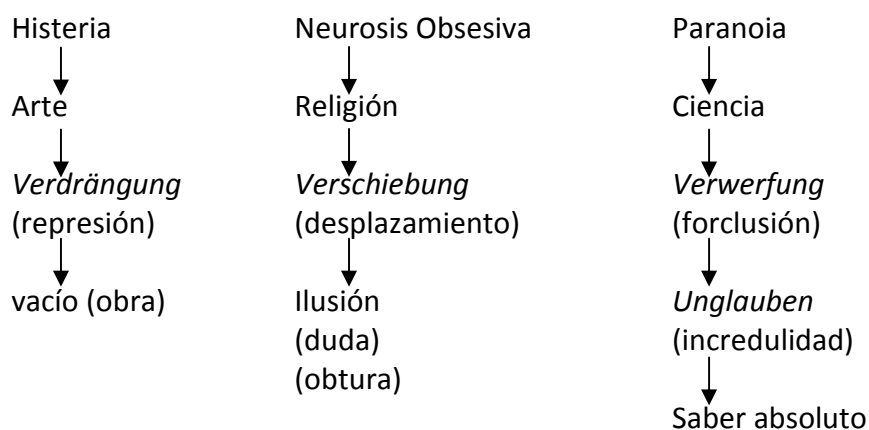 Histeria
Neurosis Obsesiva
Paranoia
Arte
Religión
Ciencia
Verdrängung
(represión)
Verschiebung
(desplazamiento)
Verwerfung
(forclusión)
vacío (obra)
Ilusión
(duda)
(obtura)
Unglauben
(incredulidad)
Saber absoluto